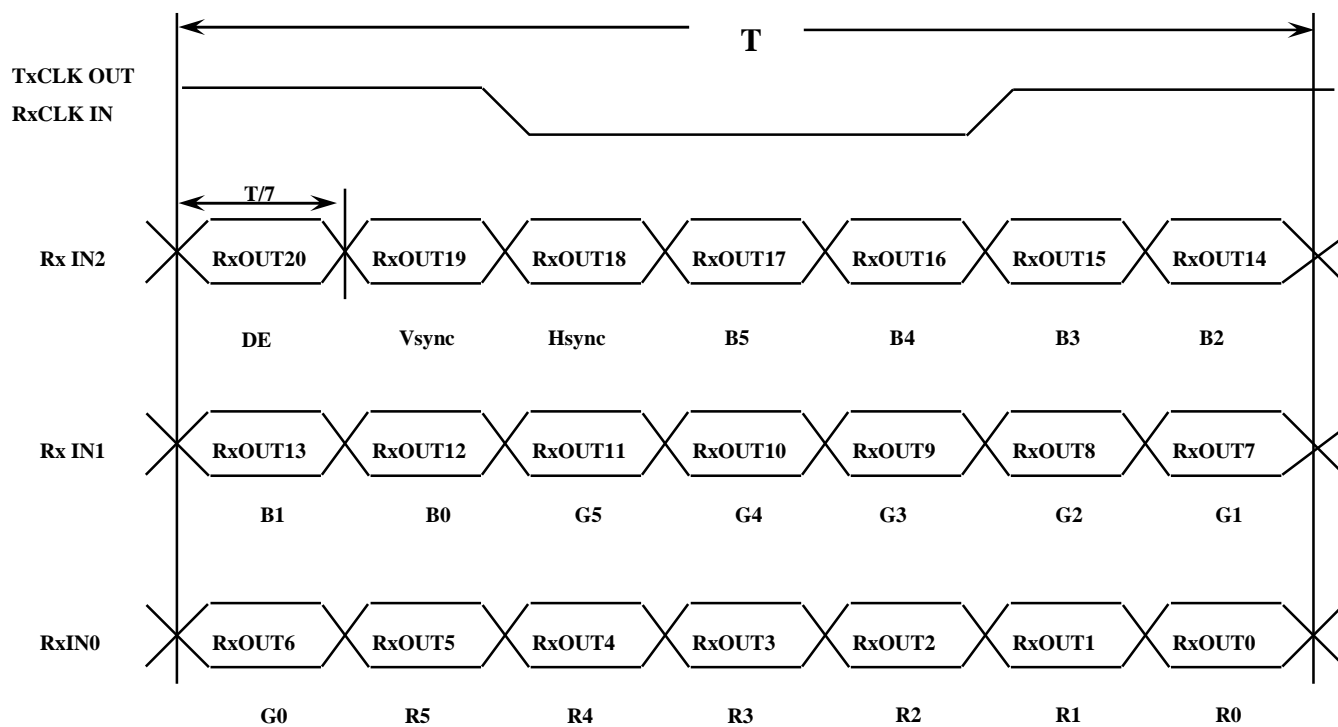 T
TxCLK OUT
RxCLK IN
T/7
Rx IN2 RxOUT20 RxOUT19 RxOUT18 RxOUT17 RxOUT16 RxOUT15 RxOUT14
DE Vsync Hsync B5 B4 B3 B2
Rx IN1 RxOUT13 RxOUT12 RxOUT11 RxOUT10 RxOUT9 RxOUT8 RxOUT7
B1 B0 G5 G4 G3 G2 G1
RxIN0 RxOUT6 RxOUT5 RxOUT4 RxOUT3 RxOUT2 RxOUT1 RxOUT0
G0 R5 R4 R3 R2 R1 R0